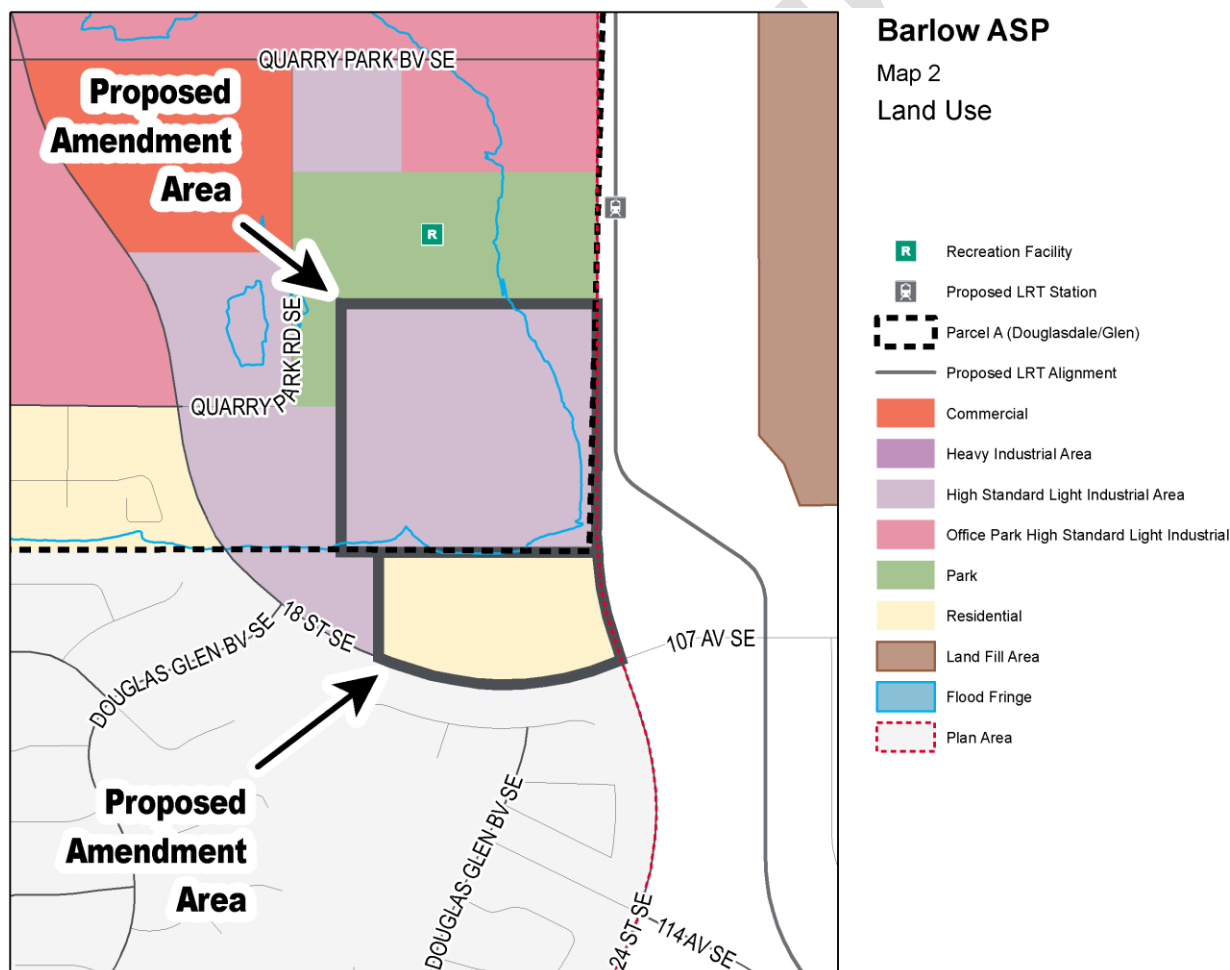 Barlow ASP
Map 2
Land Use
QUARRY PARK BV SE
Proposed
Amendment
Area
R
QUARRY PARK RD SE
DOUGLAS GLEN BV SE
18 ST SE
107 AV SE
Proposed
Amendment
Area
DOUGLAS GLEN BV SE
24 ST SE
114 AV SE
R Recreation Facility
Proposed LRT Station
Parcel A (Douglasdale/Glen)
Proposed LRT Alignment
Commercial
Heavy Industrial Area
High Standard Light Industrial Area
Office Park High Standard Light Industrial
Park
Residential
Land Fill Area
Flood Fringe
Plan Area